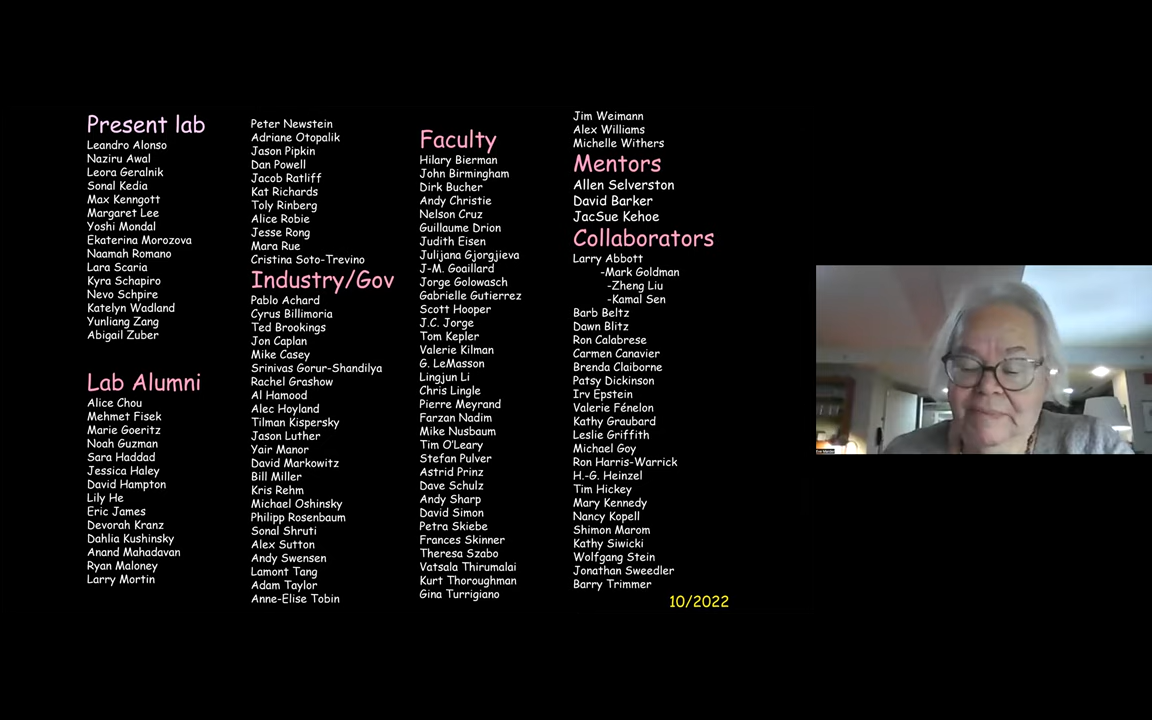 Present lab
Leandro Alonso
Naziru Awal
Leora Geralnik
Sonal Kedia
Max Kenngott
Margaret Lee
Yoshi Mondal
Ekaterina Morozova
Naamah Romano
Lara Scaria
Kyra Schapiro
Nevo Schpire
Katelyn Wadland
Yunliang Zang
Abigail Zuber
Lab Alumni
Alice Chou
Mehmet Fisek
Marie Goeritz
Noah Guzman
Sara Haddad
Jessica Haley
David Hampton
Lily He
Eric James
Devorah Kranz
Dahlia Kushinsky
Anand Mahadavan
Ryan Maloney
Larry Mortin
Peter Newstein
Adriane Otopalik
Jason Pipkin
Dan Powell
Jacob Ratliff
Kat Richards
Toly Rinberg
Alice Robie
Jesse Rong
Mara Rue
Cristina Soto-Trevino
Industry/Gov
Pablo Achard
Cyrus Billimoria
Ted Brookings
Jon Caplan
Mike Casey
Srinivas Gorur-Shandilya
Rachel Grashow
Al Hamood
Alec Hoyland
Tilman Kispersky
Jason Luther
Yair Manor
David Markowitz
Bill Miller
Kris Rehm
Michael Oshinsky
Philipp Rosenbaum
Sonal Shruti
Alex Sutton
Andy Swensen
Lamont Tang
Adam Taylor
Anne-Elise Tobin
Faculty
Hilary Bierman
John Birmingham
Dirk Bucher
Andy Christie
Nelson Cruz
Guillaume Drion
Judith Eisen
Julijana Gjorgjieva
J-M. Goaillard
Jorge Golowasch
Gabrielle Gutierrez
Scott Hooper
J.C. Jorge
Tom Kepler
Valerie Kilman
G. LeMasson
Lingjun Li
Chris Lingle
Pierre Meyrand
Farzan Nadim
Mike Nusbaum
Tim O'Leary
Stefan Pulver
Astrid Prinz
Dave Schulz
Andy Sharp
David Simon
Petra Skiebe
Frances Skinner
Theresa Szabo
Vatsala Thirumalai
Kurt Thoroughman
Gina Turrigiano
Jim Weimann
Alex Williams
Michelle Withers
Mentors
Allen Selverston
David Barker
JacSue Kehoe
Collaborators
Larry Abbott
-Mark Goldman
-Zheng Liu
-Kamal Sen
Barb Beltz
Dawn Blitz
Ron Calabrese
Carmen Canavier
Brenda Claiborne
Patsy Dickinson
Irv Epstein
Valerie Fénelon
Kathy Graubard
Leslie Griffith
Michael Goy
Ron Harris-Warrick
H.-G. Heinzel
Tim Hickey
Mary Kennedy
Nancy Kopell
Shimon Marom
Kathy Siwicki
Wolfgang Stein
Jonathan Sweedler
Barry Trimmer
10/2022